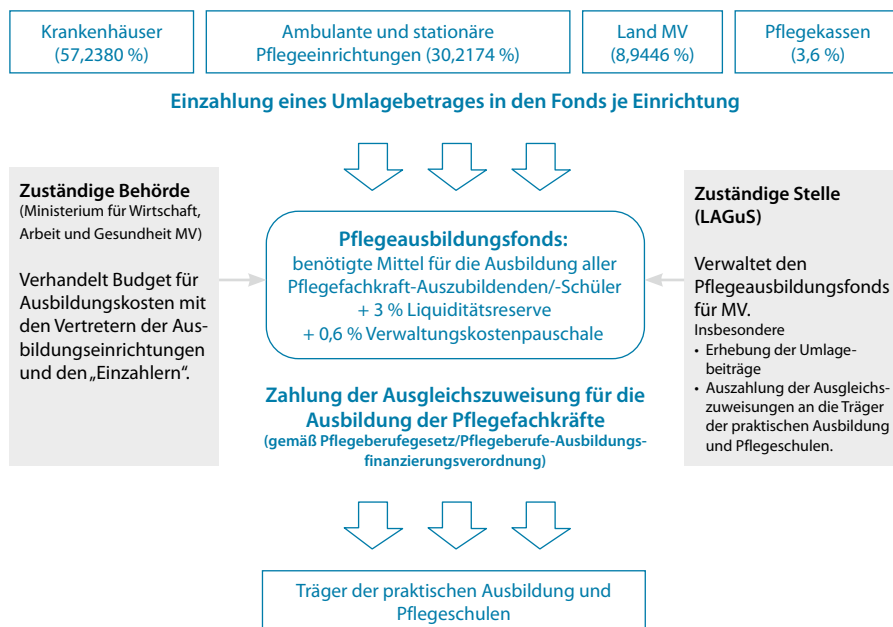 Krankenhäuser
(57,2380 %)
Ambulante und stationäre
Pflegeeinrichtungen (30,2174 %)
Land MV
(8,9446 %)
Pflegekassen
(3,6 %)
Einzahlung eines Umlagebetrages in den Fonds je Einrichtung
Zuständige Behörde
(Ministerium für Wirtschaft,
Arbeit und Gesundheit MV)
Verhandelt Budget für
Ausbildungskosten mit
den Vertretern der Aus-
bildungseinrichtungen
und den „Einzahlern“.
Pflegeausbildungsfonds:
benötigte Mittel für die Ausbildung aller
Pflegefachkraft-Auszubildenden/-Schüler
+ 3 % Liquiditätsreserve
+ 0,6 % Verwaltungskostenpauschale
Zuständige Stelle
(LAGuS)
Verwaltet den
Pflegeausbildungsfonds
für MV.
Insbesondere
• Erhebung der Umlage-
beiträge
• Auszahlung der Ausgleichs-
zuweisungen an die Träger
der praktischen Ausbildung
und Pflegeschulen.
Zahlung der Ausgleichszuweisung für die
Ausbildung der Pflegefachkräfte
(gemäß Pflegeberufegesetz/Pflegeberufe-Ausbildungs-
finanzierungsverordnung)
Träger der praktischen Ausbildung und
Pflegeschulen